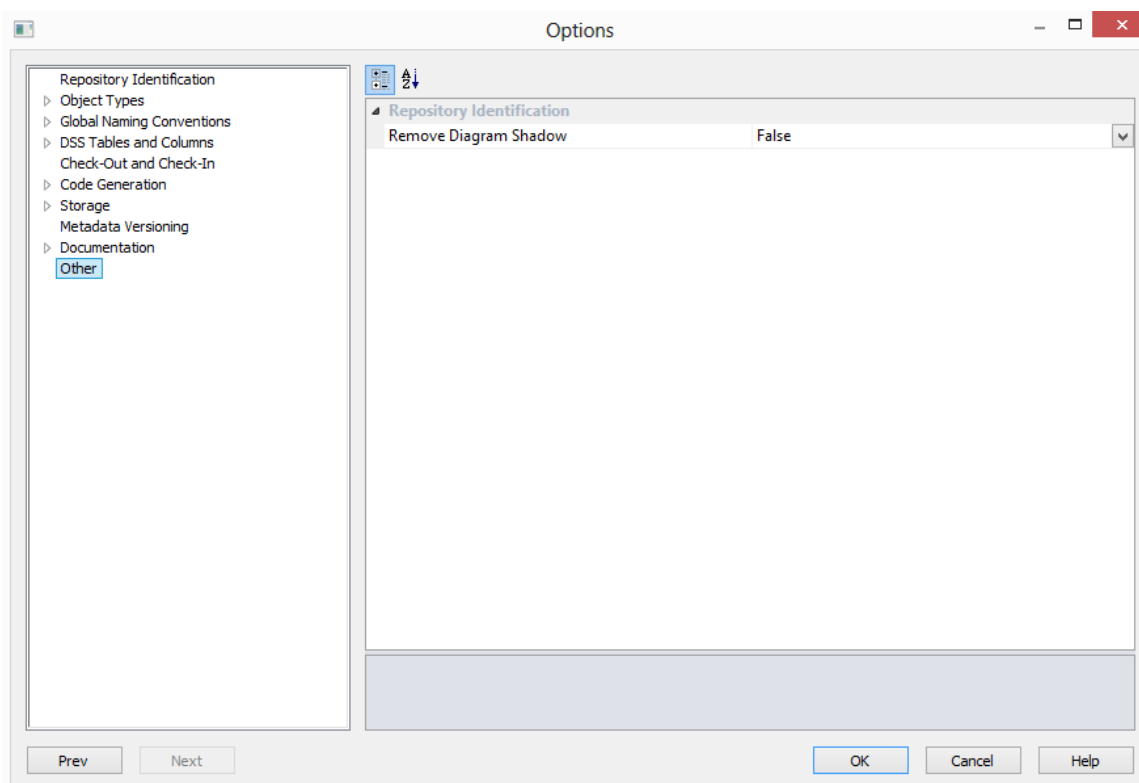 Options
Repository Identification
Object Types
Global Naming Conventions
DSS Tables and Columns
Check-Out and Check-In
Code Generation
Storage
Metadata Versioning
Documentation
Other
A
Z
Repository Identification
Remove Diagram Shadow False
Prev Next OK Cancel Help